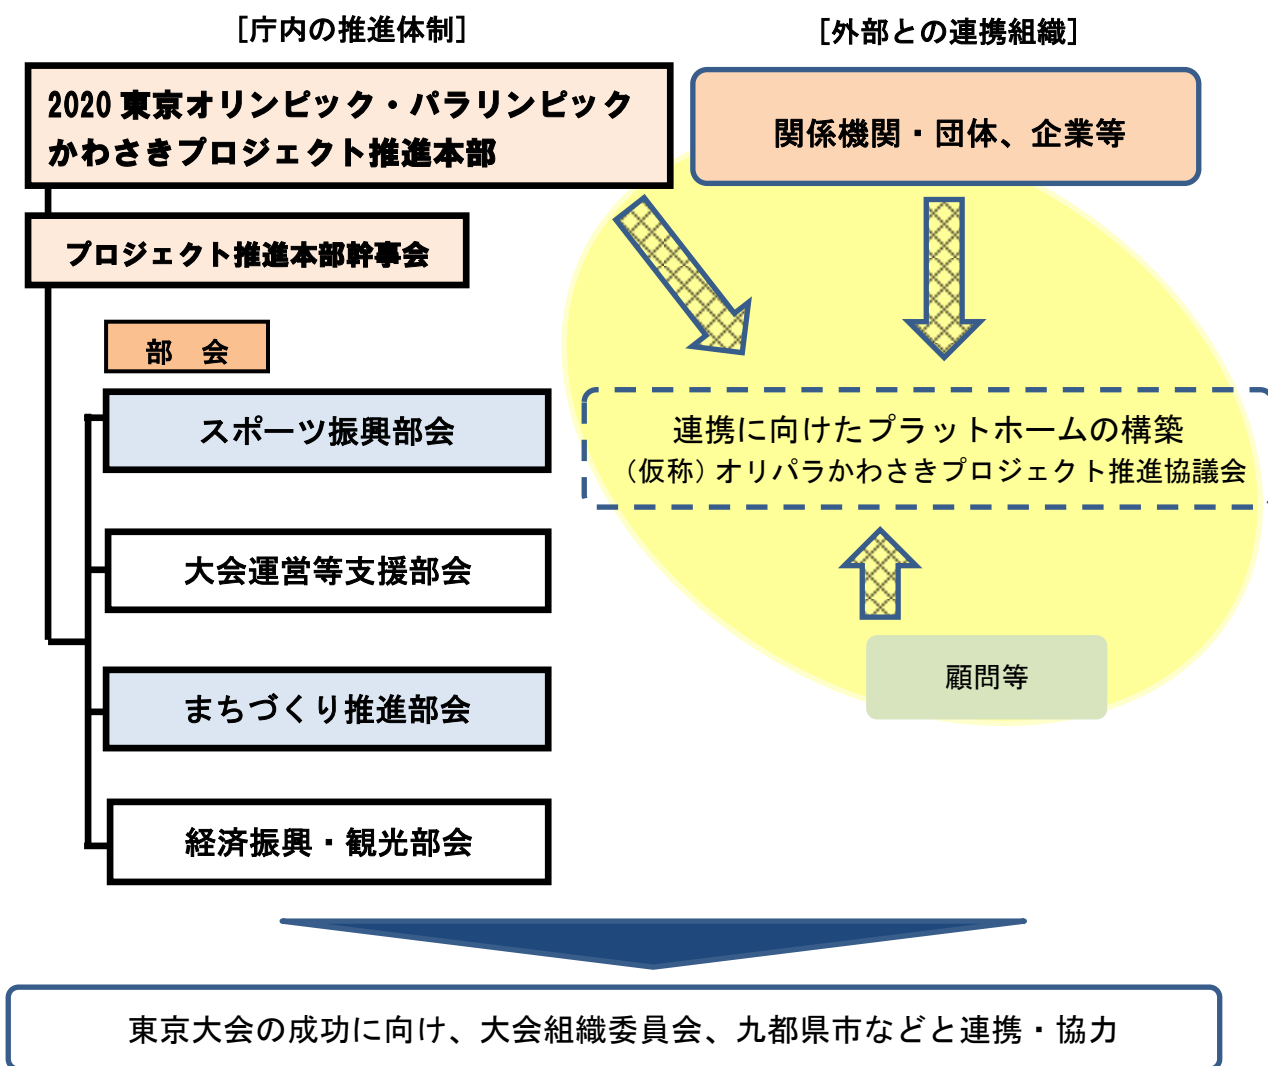 [庁内の推進体制]
[外部との連携組織]
2020 東京オリンピック・パラリンピック
かわさきプロジェクト推進本部
関係機関・団体、企業等
プロジェクト推進本部幹事会
部　会
スポーツ振興部会
連携に向けたプラットホームの構築
（仮称）オリパラかわさきプロジェクト推進協議会
大会運営等支援部会
顧問等
まちづくり推進部会
経済振興・観光部会
東京大会の成功に向け、大会組織委員会、九都県市などと連携・協力